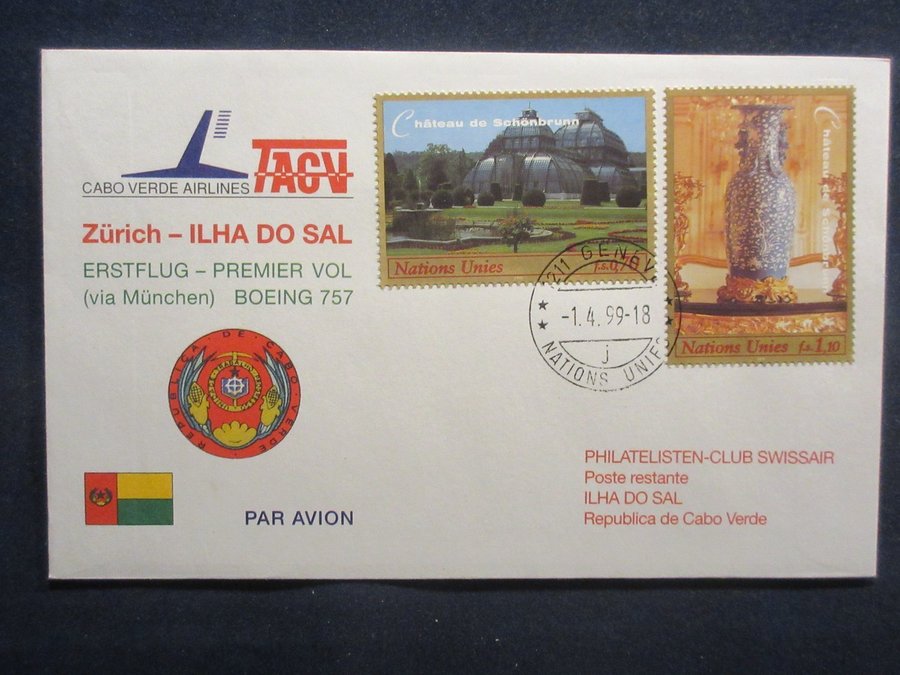 CABO VERDE AIRLINES
TACV
Zürich – ILHA DO SAL
ERSTFLUG – PREMIER VOL
(via München) BOEING 757
REPUBLICA DE CABO VERDE
PAR AVION
Château de Schönbrunn
Nations Unies
Château de Schönbrunn
Nations Unies f.s.1,10
1211 GENÈVE
-1.4.99-18
j
NATIONS UNIES
PHILATELISTEN-CLUB SWISSAIR
Poste restante
ILHA DO SAL
Republica de Cabo Verde